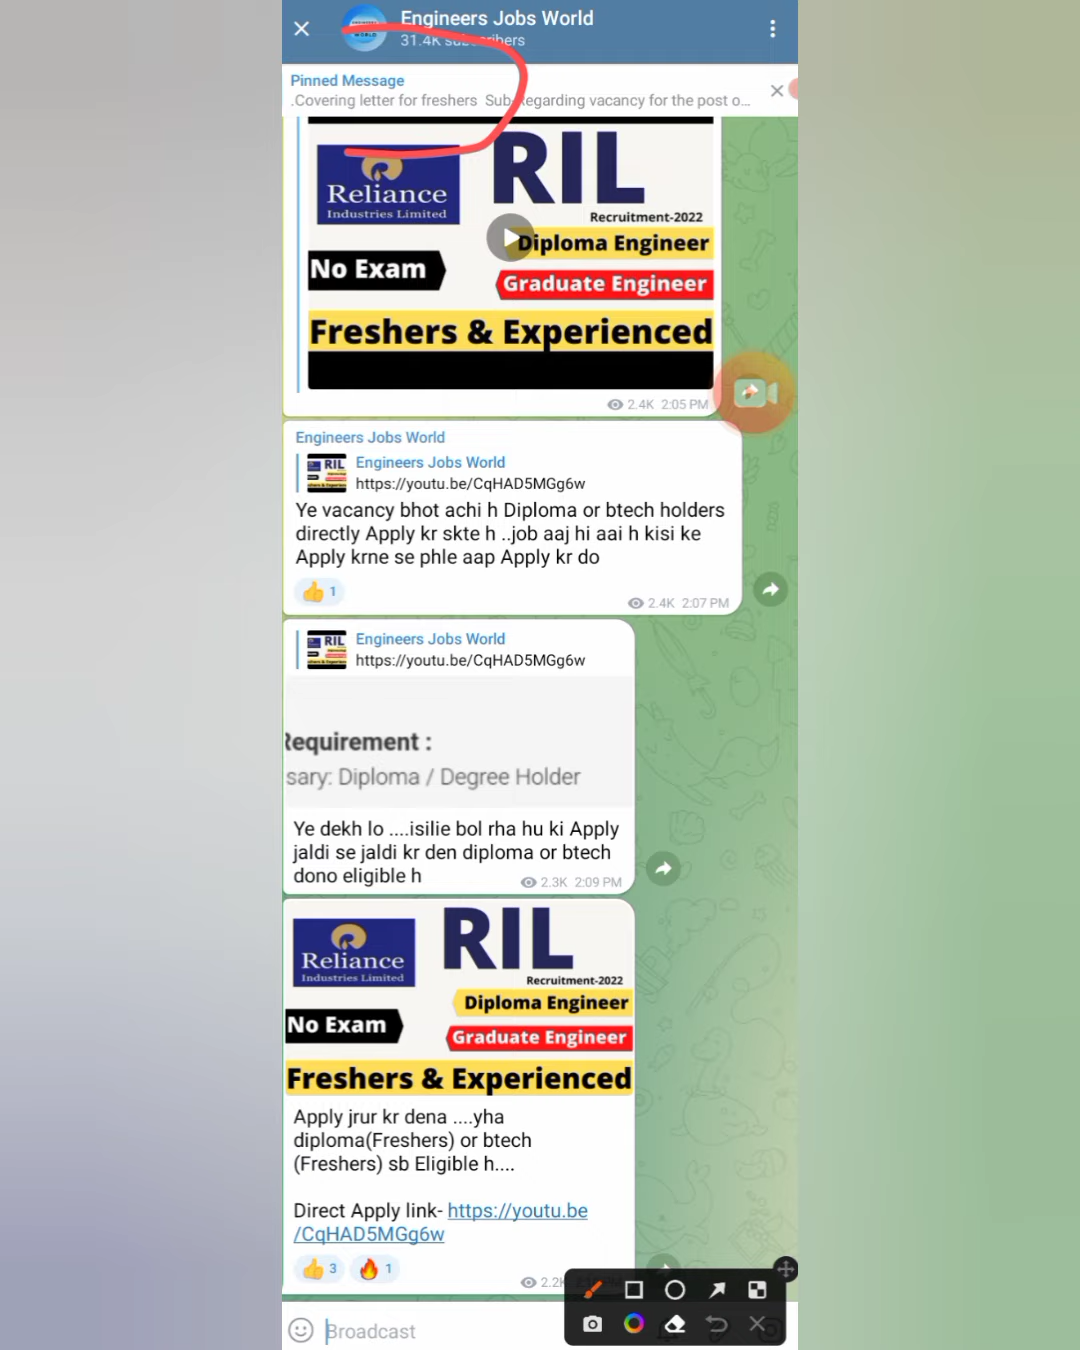 Engineers Jobs World
31.4K subscribers
Pinned Message
.Covering letter for freshers Sub-Regarding vacancy for the post o...
Reliance
Industries Limited
RIL
Recruitment-2022
Diploma Engineer
No Exam
Graduate Engineer
Freshers & Experienced
2.4K 2:05 PM
Engineers Jobs World
RIL
Engineers Jobs World
https://youtu.be/CqHAD5MGg6w
Ye vacancy bhot achi h Diploma or btech holders
directly Apply kr skte h ..job aaj hi aai h kisi ke
Apply krne se phle aap Apply kr do
1
2.4K 2:07 PM
RIL
Engineers Jobs World
https://youtu.be/CqHAD5MGg6w
Requirement :
sary: Diploma / Degree Holder
Ye dekh lo ....isilie bol rha hu ki Apply
jaldi se jaldi kr den diploma or btech
dono eligible h
2.3K 2:09 PM
Reliance
Industries Limited
RIL
Recruitment-2022
Diploma Engineer
No Exam
Graduate Engineer
Freshers & Experienced
Apply jrur kr dena ....yha
diploma(Freshers) or btech
(Freshers) sb Eligible h....
Direct Apply link- https://youtu.be
/CqHAD5MGg6w
3 1
Broadcast